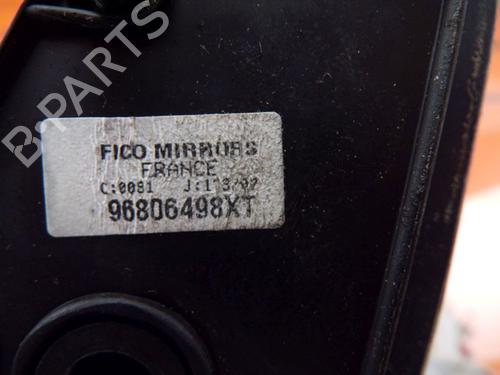 B-PARTS
FICO MIRRORS
FRANCE
C:0081
96806498XT